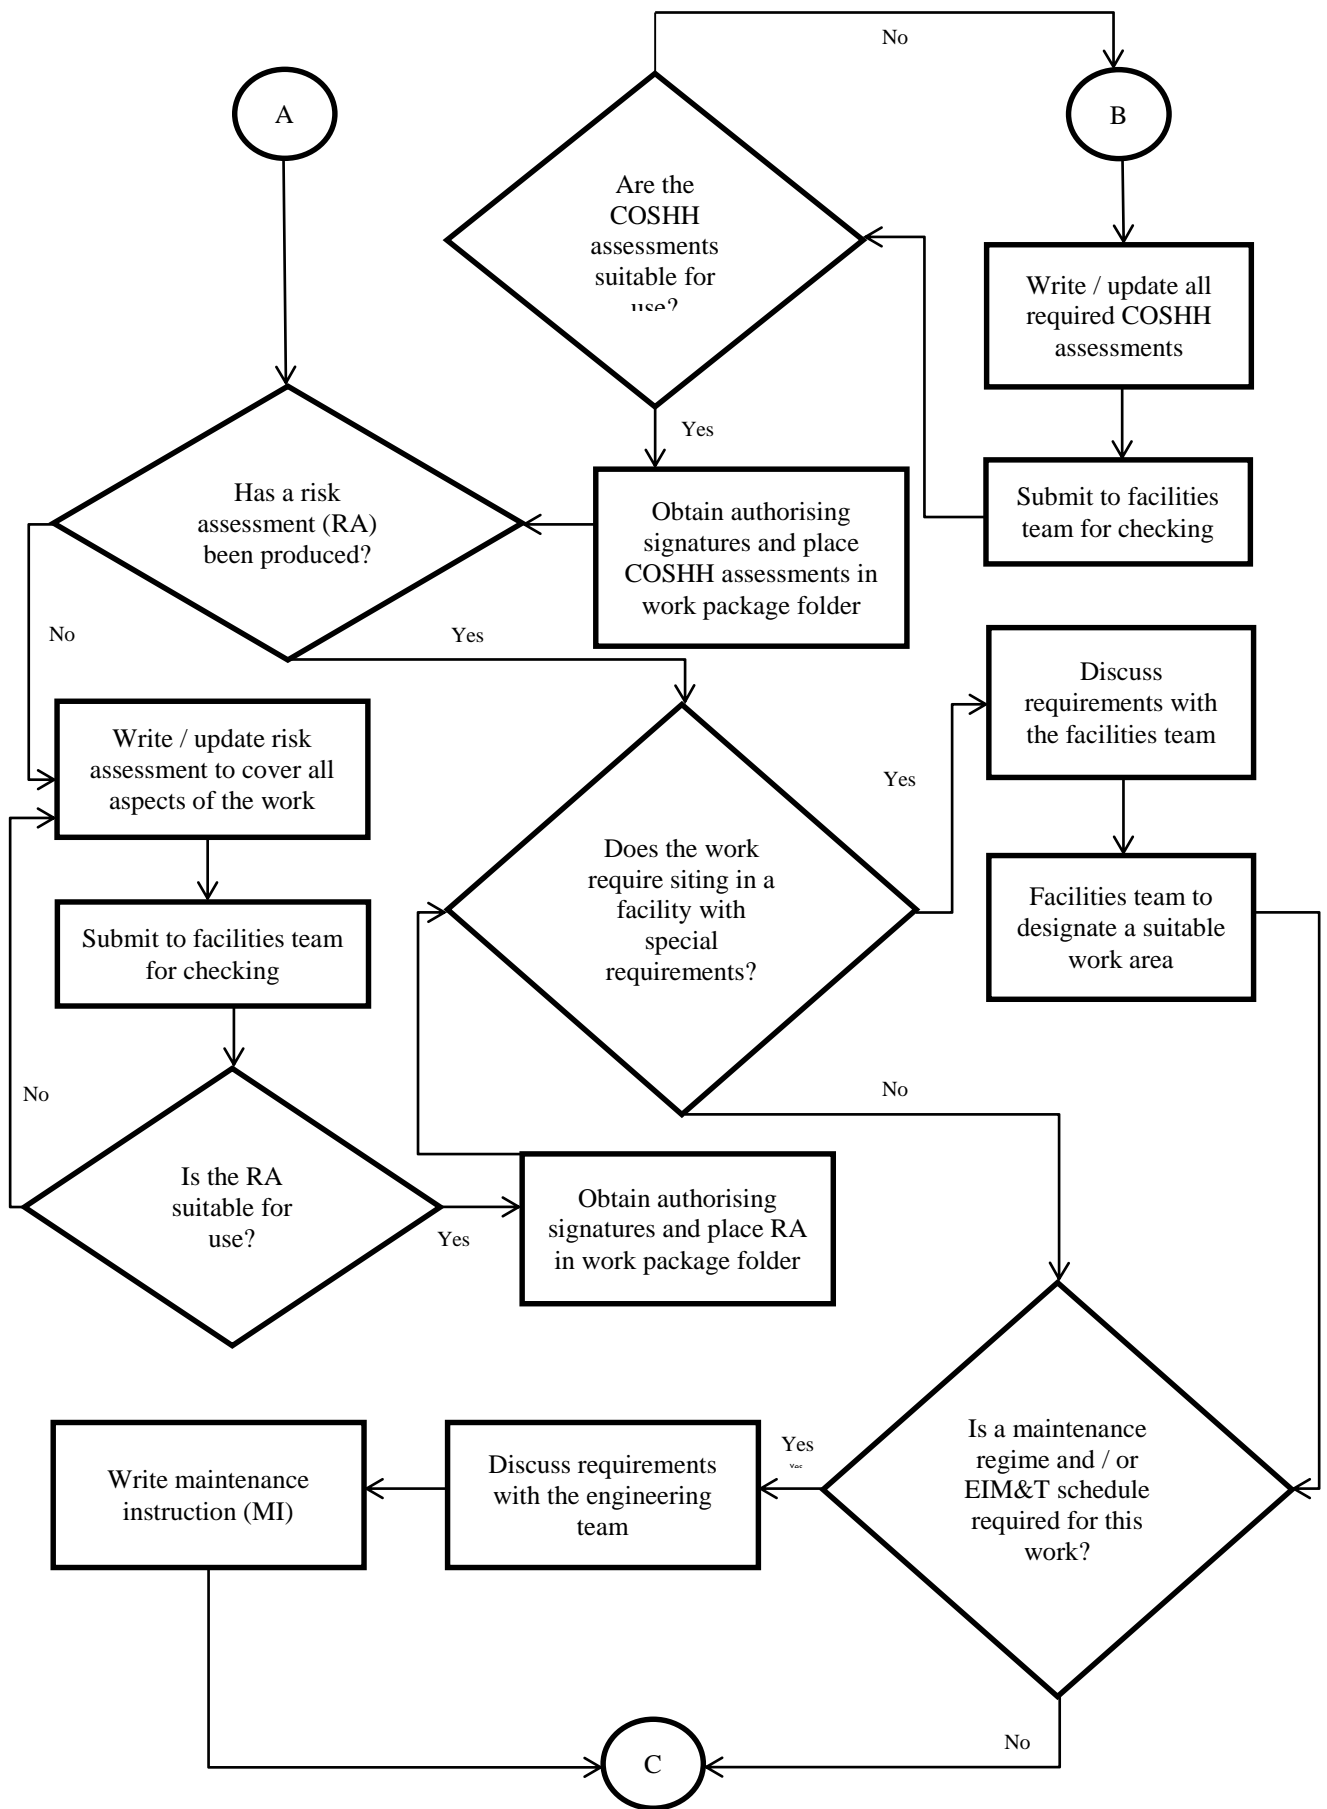 No
A
B
Are the
COSHH
assessments
suitable for
use?
Write / update all
required COSHH
assessments
Yes
Submit to facilities
team for checking
Has a risk
assessment (RA)
been produced?
Obtain authorising
signatures and place
COSHH assessments in
work package folder
No
Yes
Discuss
requirements with
the facilities team
Write / update risk
assessment to cover all
aspects of the work
Yes
Does the work
require siting in a
facility with
special
requirements?
Facilities team to
designate a suitable
work area
Submit to facilities team
for checking
No
No
Is the RA
suitable for
use?
Yes
Obtain authorising
signatures and place RA
in work package folder
Is a maintenance
regime and / or
EIM&T schedule
required for this
work?
Yes
Yes
Discuss requirements
with the engineering
team
Write maintenance
instruction (MI)
No
C